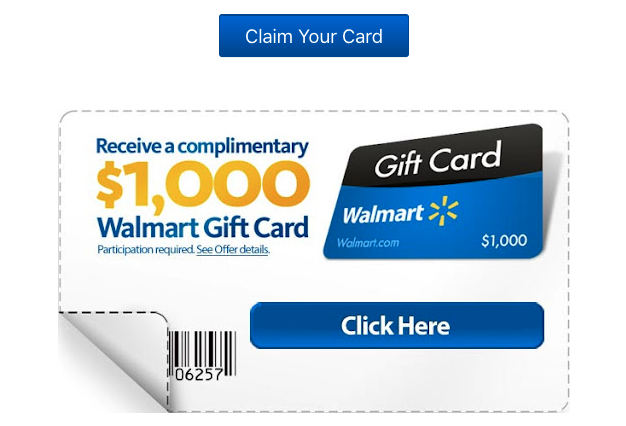 Claim Your Card
Receive a complimentary
$1,000
Walmart Gift Card
Participation required. See Offer details.
Gift Card
Walmart
Walmart.com $1,000
Click Here
06257